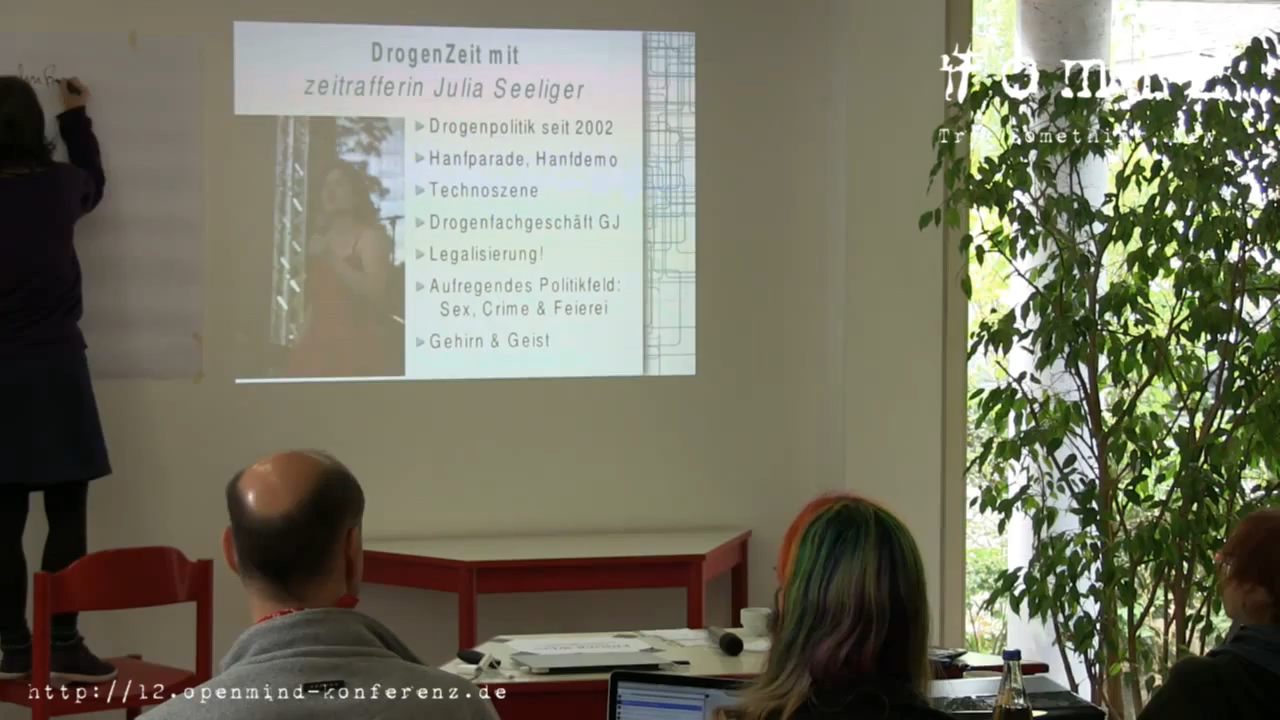 DrogenZeit mit
zeitrafferin Julia Seeliger
Drogenpolitik seit 2002
Hanfparade, Hanfdemo
Technoszene
Drogenfachgeschäft GJ
Legalisierung!
Aufregendes Politikfeld:
Sex, Crime & Feierei
Gehirn & Geist
http://12.openmind-konferenz.de